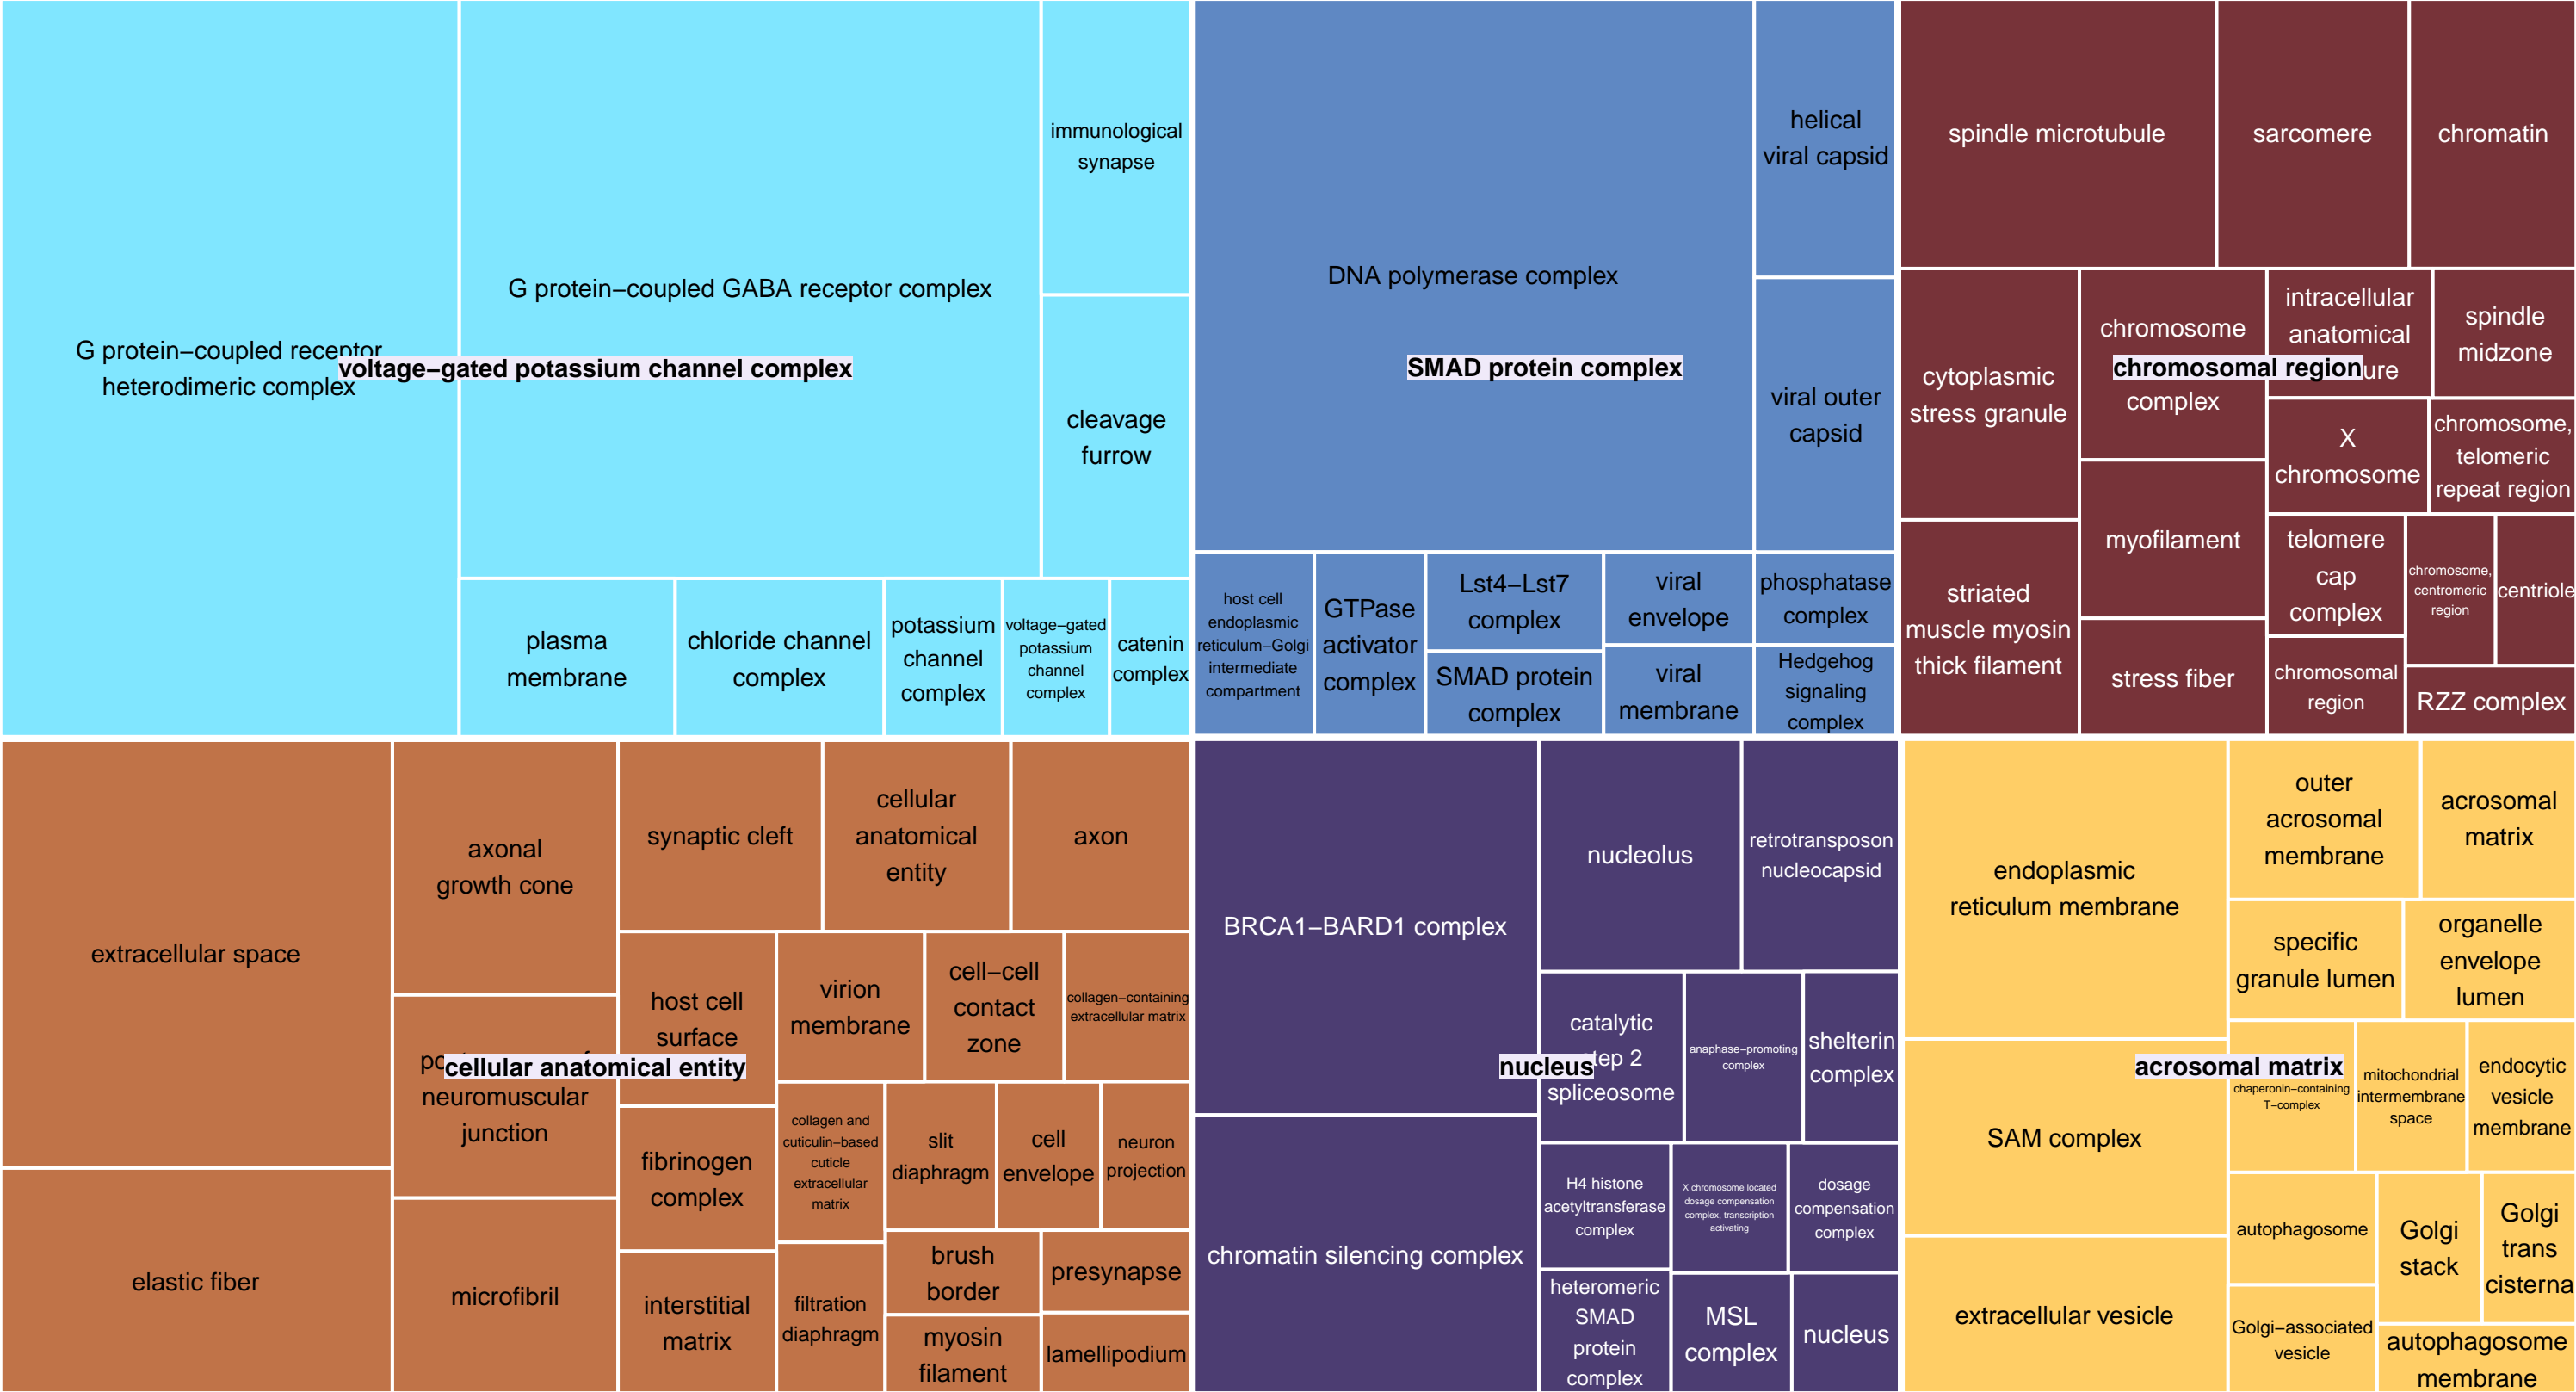 G protein−coupled receptor
heterodimeric complex
G protein−coupled GABA receptor complex
immunological
synapse
cleavage
furrow
plasma
membrane
chloride channel
complex
potassium
channel
complex
voltage−gated
potassium
channel
complex
catenin
complex
voltage−gated potassium channel complex
DNA polymerase complex
helical
viral capsid
viral outer
capsid
host cell
endoplasmic
reticulum−Golgi
intermediate
compartment
GTPase
activator
complex
Lst4−Lst7
complex
SMAD protein
complex
viral
envelope
viral
membrane
phosphatase
complex
Hedgehog
signaling
complex
SMAD protein complex
spindle microtubule
sarcomere
chromatin
cytoplasmic
stress granule
striated
muscle myosin
thick filament
chromosome
complex
myofilament
stress fiber
intracellular
anatomical
ure
spindle
midzone
X
chromosome
chromosome,
telomeric
repeat region
telomere
cap
complex
chromosomal
region
chromosome,
centromeric
region
centriole
RZZ complex
chromosomal region
extracellular space
elastic fiber
axonal
growth cone
neuromuscular
junction
microfibril
synaptic cleft
cellular
anatomical
entity
axon
host cell
surface
fibrinogen
complex
interstitial
matrix
virion
membrane
cell−cell
contact
zone
collagen−containing
extracellular matrix
collagen and
cuticulin−based
cuticle
extracellular
matrix
slit
diaphragm
cell
envelope
neuron
projection
filtration
diaphragm
brush
border
myosin
filament
presynapse
lamellipodium
cellular anatomical entity
BRCA1−BARD1 complex
chromatin silencing complex
nucleolus
retrotransposon
nucleocapsid
catalytic
step 2
spliceosome
anaphase−promoting
complex
shelterin
complex
H4 histone
acetyltransferase
complex
X chromosome located
dosage compensation
complex, transcription
activating
dosage
compensation
complex
heteromeric
SMAD
protein
complex
MSL
complex
nucleus
nucleus
endoplasmic
reticulum membrane
SAM complex
extracellular vesicle
outer
acrosomal
membrane
acrosomal
matrix
specific
granule lumen
organelle
envelope
lumen
chaperonin−containing
T−complex
mitochondrial
intermembrane
space
endocytic
vesicle
membrane
autophagosome
Golgi−associated
vesicle
Golgi
stack
Golgi
trans
cisterna
autophagosome
membrane
acrosomal matrix